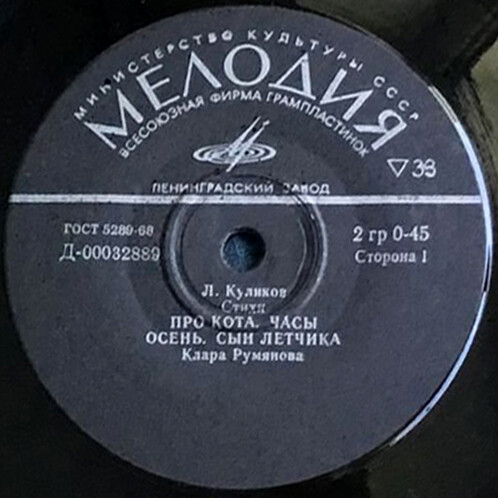 МИНИСТЕРСТВО КУЛЬТУРЫ СССР
МЕЛОДИЯ
ВСЕСОЮЗНАЯ ФИРМА ГРАМПЛАСТИНОК
33
ЛЕНИНГРАДСКИЙ ЗАВОД
ГОСТ 5289-68
2 гр 0-45
Д-00032889
Сторона 1
Л. Куликов
Стихи
ПРО КОТА. ЧАСЫ
ОСЕНЬ. СЫН ЛЕТЧИКА
Клара Румянова